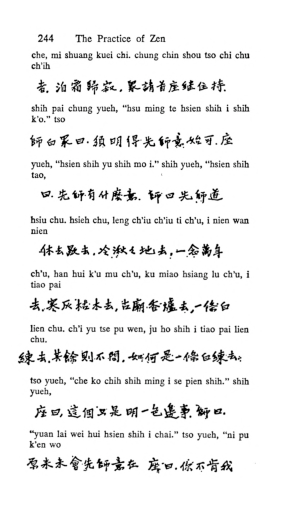 244 The Practice of Zen
che, mi shuang kuei chi. chung chin shou tso chi chu
ch'ih
者．泊霜歸寂，眾請首座継住持．
shih pai chung yueh, "hsu ming te hsien shih i shih
k'o." tso
師白眾曰．須明得先師意始可．座
yueh, "hsien shih yu shih mo i." shih yueh, "hsien shih
tao,
曰．先師有什麼意．師曰先師道
hsiu chu. hsieh chu, leng ch'iu ch'iu ti ch'u, i nien wan
nien
休去歇去，冷湫々地去，一念萬年
ch'u, han hui k'u mu ch'u, ku miao hsiang lu ch'u, i
tiao pai
去，寒灰枯木去，古廟香爐去，一條白
lien chu. ch'i yu tse pu wen, ju ho shih i tiao pai lien
chu.
練去，其餘則不問．如何是一條白練去．
tso yueh, "che ko chih shih ming i se pien shih." shih
yueh,
座曰，這個只是明一色邊事，師曰．
"yuan lai wei hui hsien shih i chai." tso yueh, "ni pu
k'en wo
原來未會先師意在 座曰．你不肯我